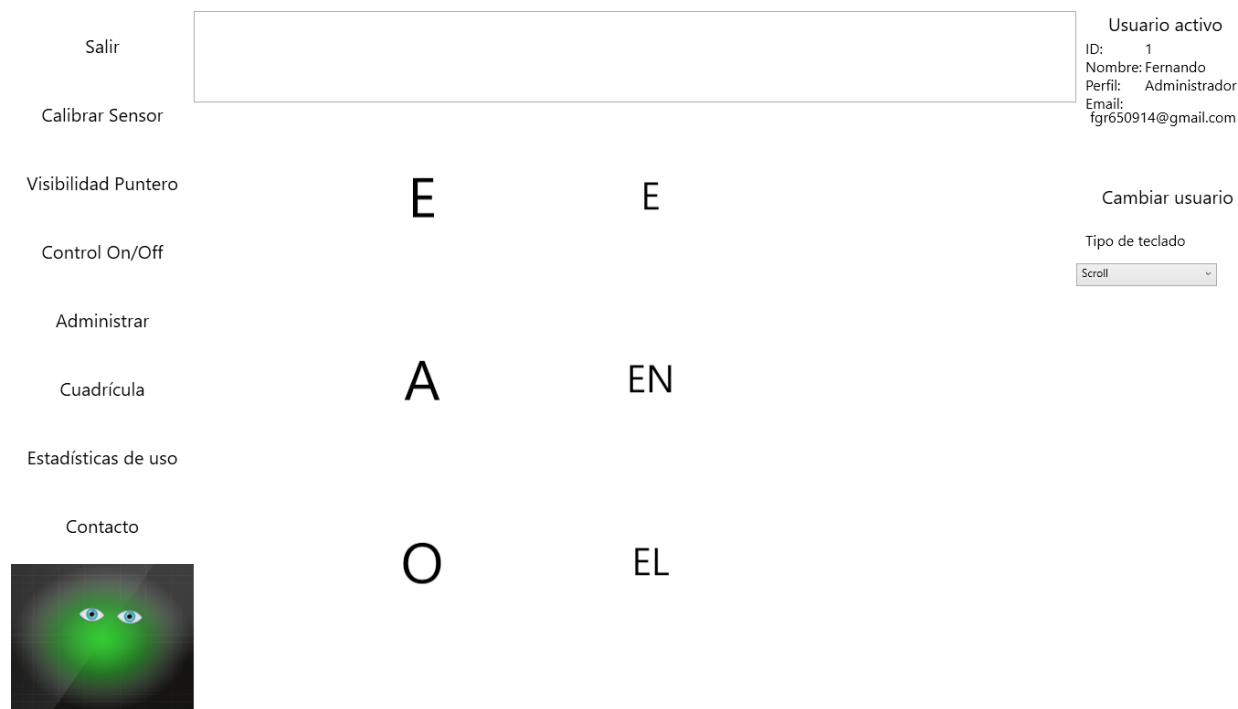 Salir
Calibrar Sensor
Visibilidad Puntero
Control On/Off
Administrar
Cuadrícula
Estadísticas de uso
Contacto
E
E
A
EN
O
EL
Usuario activo
ID: 1
Nombre: Fernando
Perfil: Administrador
Email:
fgr650914@gmail.com
Cambiar usuario
Tipo de teclado
Scroll